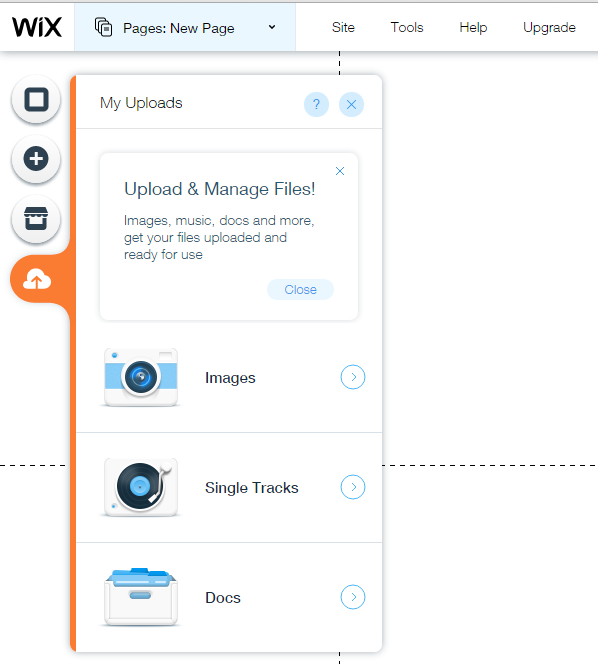 WiX Pages: New Page Site Tools Help Upgrade
My Uploads ?
Upload & Manage Files!
Images, music, docs and more,
get your files uploaded and
ready for use
Close
Images
Single Tracks
Docs